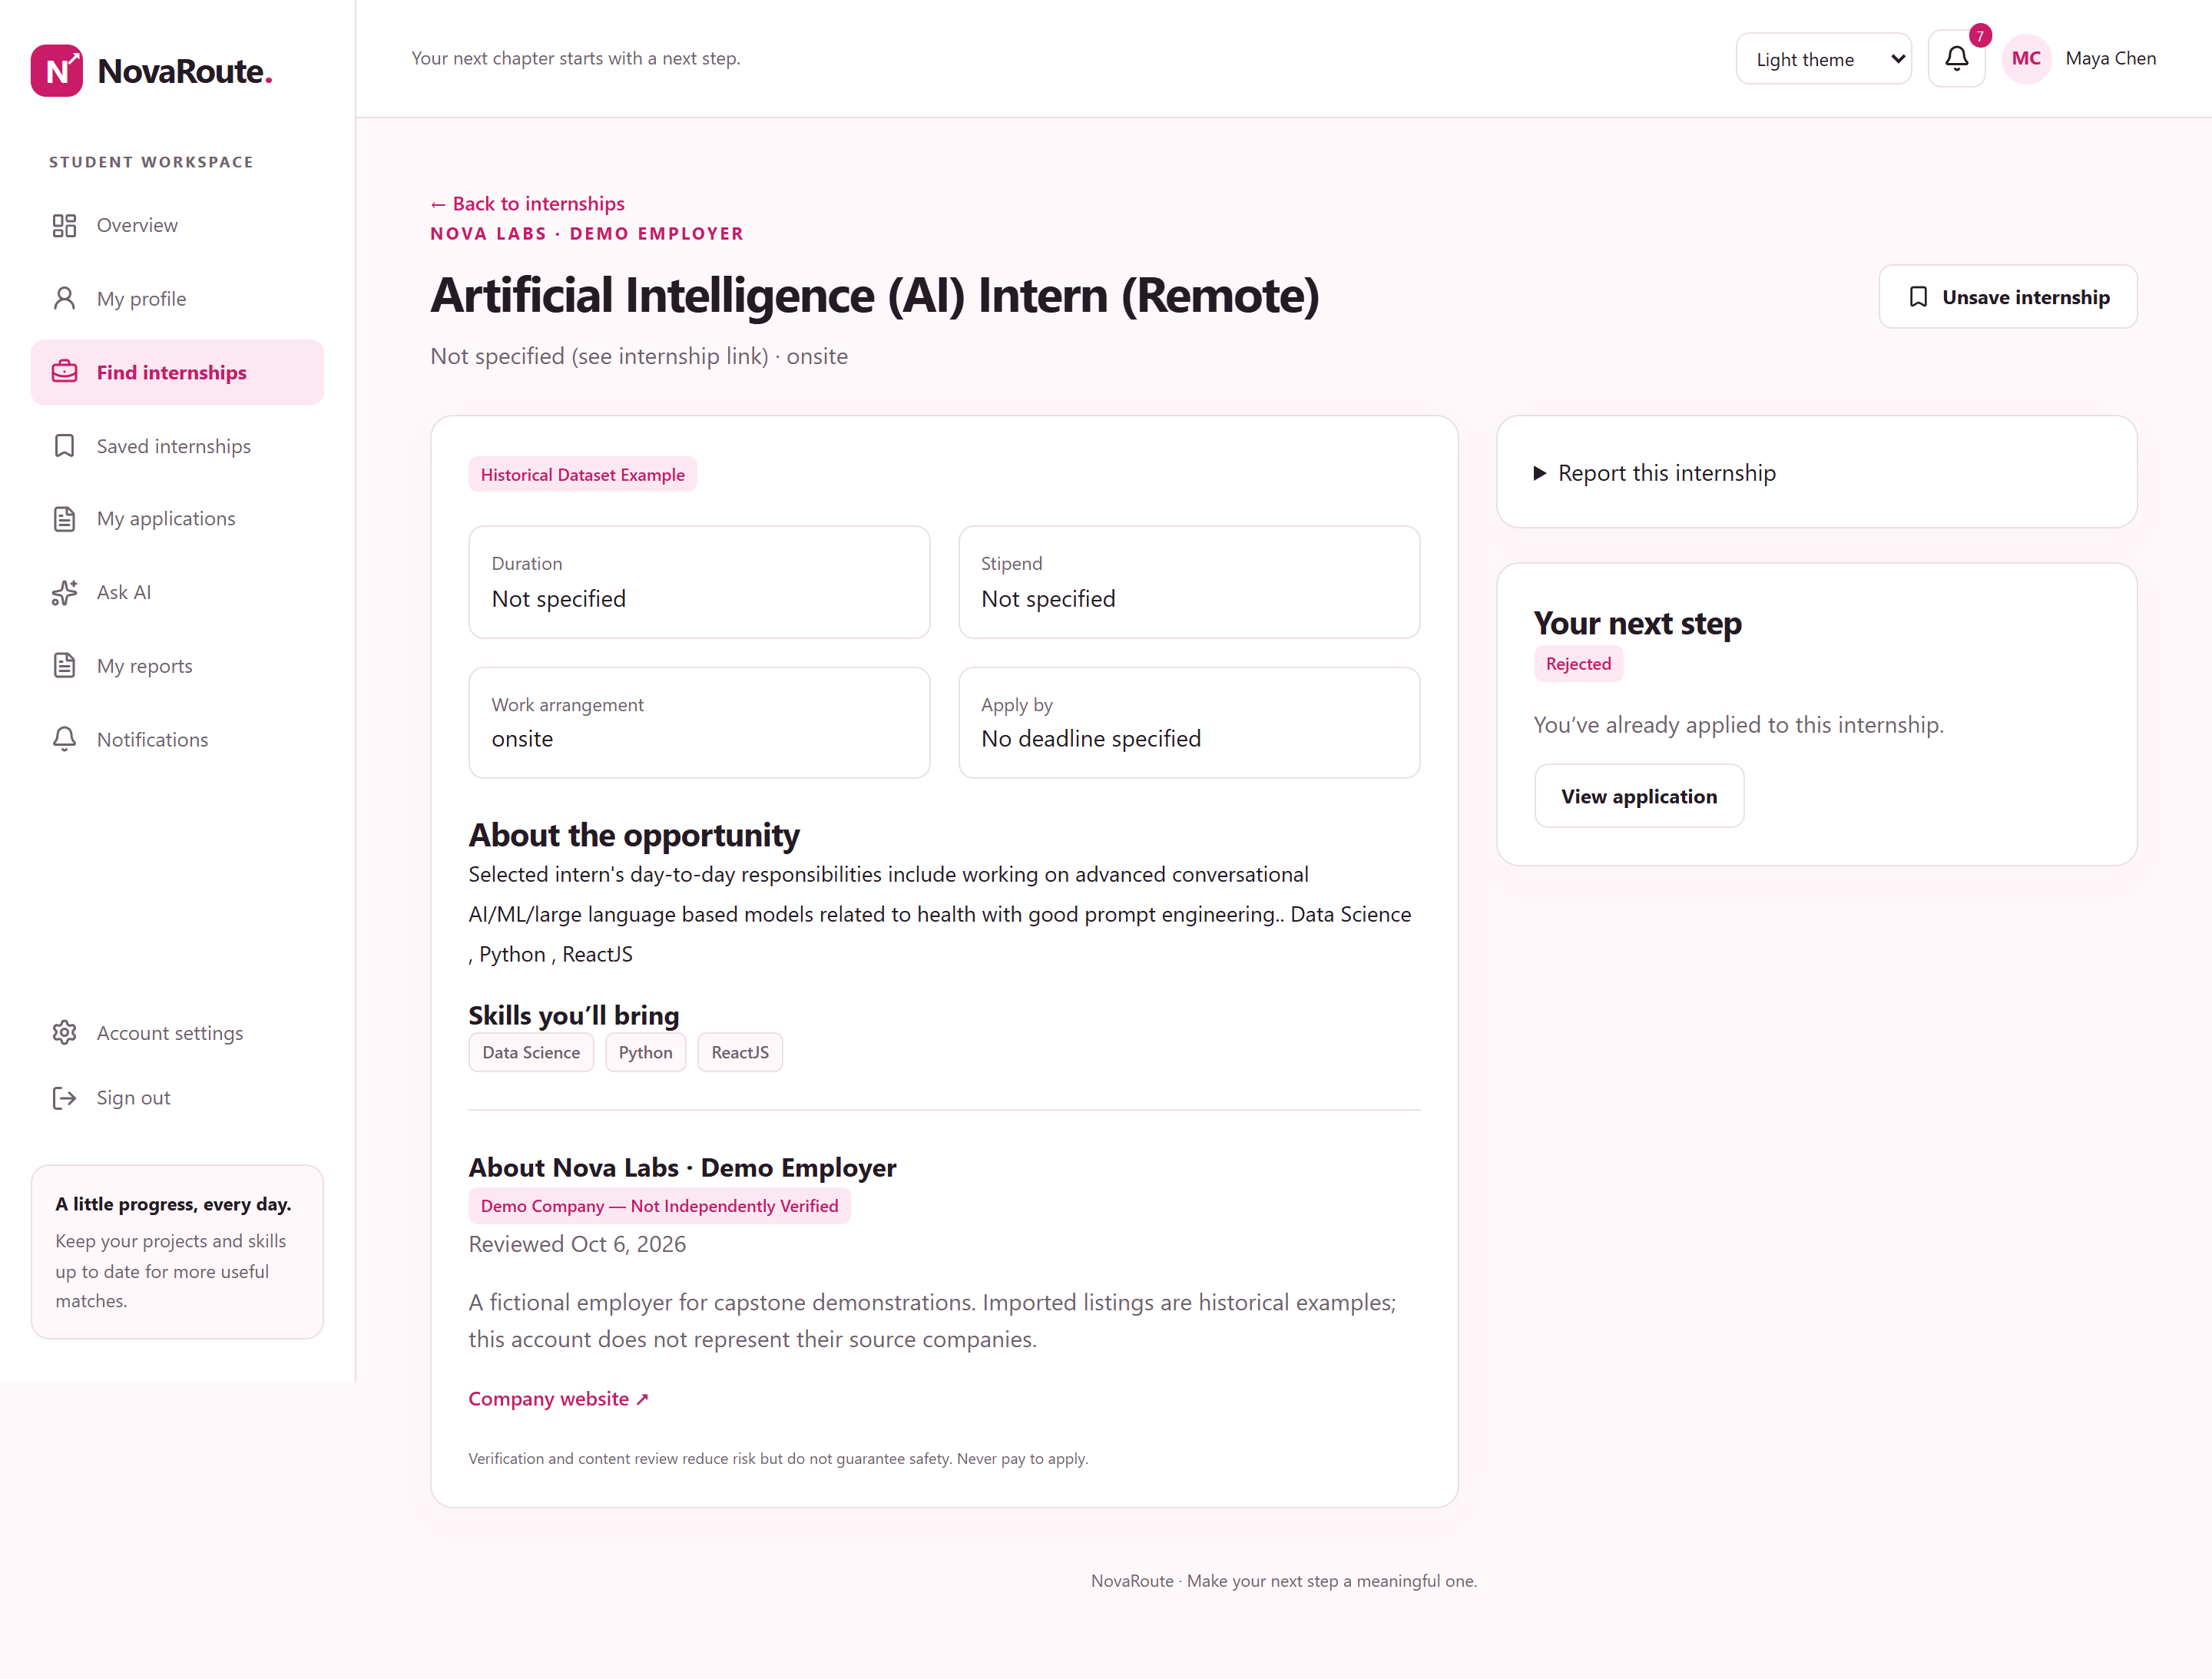 NovaRoute.
STUDENT WORKSPACE
Overview
My profile
Find internships
Saved internships
My applications
Ask AI
My reports
Notifications
Account settings
Sign out
A little progress, every day.
Keep your projects and skills
up to date for more useful
matches.
Your next chapter starts with a next step.
Light theme
7
MC
Maya Chen
← Back to internships
NOVA LABS · DEMO EMPLOYER
Artificial Intelligence (AI) Intern (Remote)
Unsave internship
Not specified (see internship link) · onsite
Historical Dataset Example
Duration
Not specified
Stipend
Not specified
Work arrangement
onsite
Apply by
No deadline specified
About the opportunity
Selected intern's day-to-day responsibilities include working on advanced conversational
AI/ML/large language based models related to health with good prompt engineering.. Data Science
, Python , ReactJS
Skills you’ll bring
Data Science
Python
ReactJS
About Nova Labs · Demo Employer
Demo Company — Not Independently Verified
Reviewed Oct 6, 2026
A fictional employer for capstone demonstrations. Imported listings are historical examples;
this account does not represent their source companies.
Company website ↗
Verification and content review reduce risk but do not guarantee safety. Never pay to apply.
▶ Report this internship
Your next step
Rejected
You’ve already applied to this internship.
View application
NovaRoute · Make your next step a meaningful one.